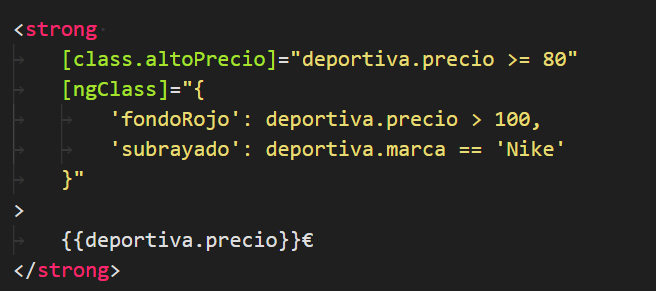 <strong
[class.altoPrecio]="deportiva.precio >= 80"
[ngClass]="{
'fondoRojo': deportiva.precio > 100,
'subrayado': deportiva.marca == 'Nike'
}"
>
{{deportiva.precio}}€
</strong>